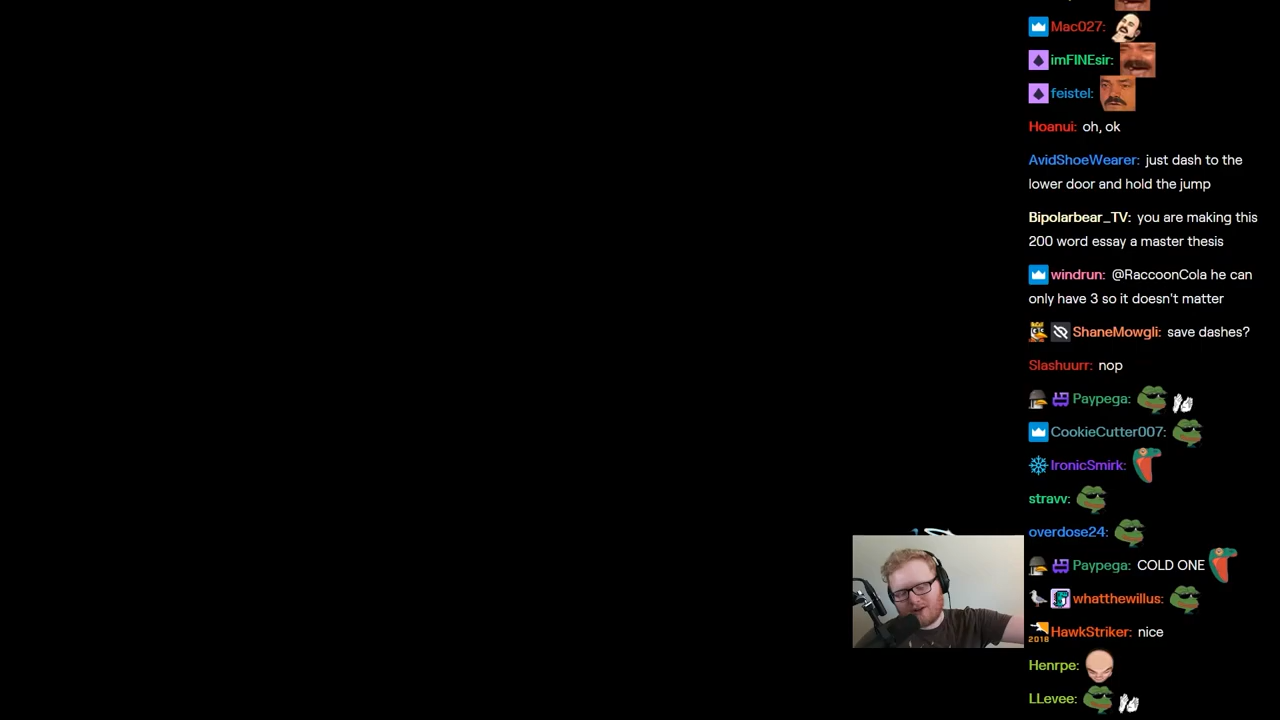 Mac027:
imFINEsir:
feistel:
Hoanui: oh, ok
AvidShoeWearer: just dash to the
lower door and hold the jump
Bipolarbear_TV: you are making this
200 word essay a master thesis
windrun: @RaccoonCola he can
only have 3 so it doesn't matter
ShaneMowgli: save dashes?
Slashuurr: nop
Paypega:
CookieCutter007:
IronicSmirk:
stravv:
overdose24:
Paypega: COLD ONE
whatthewillus:
2018 HawkStriker: nice
Henrpe:
LLevee: